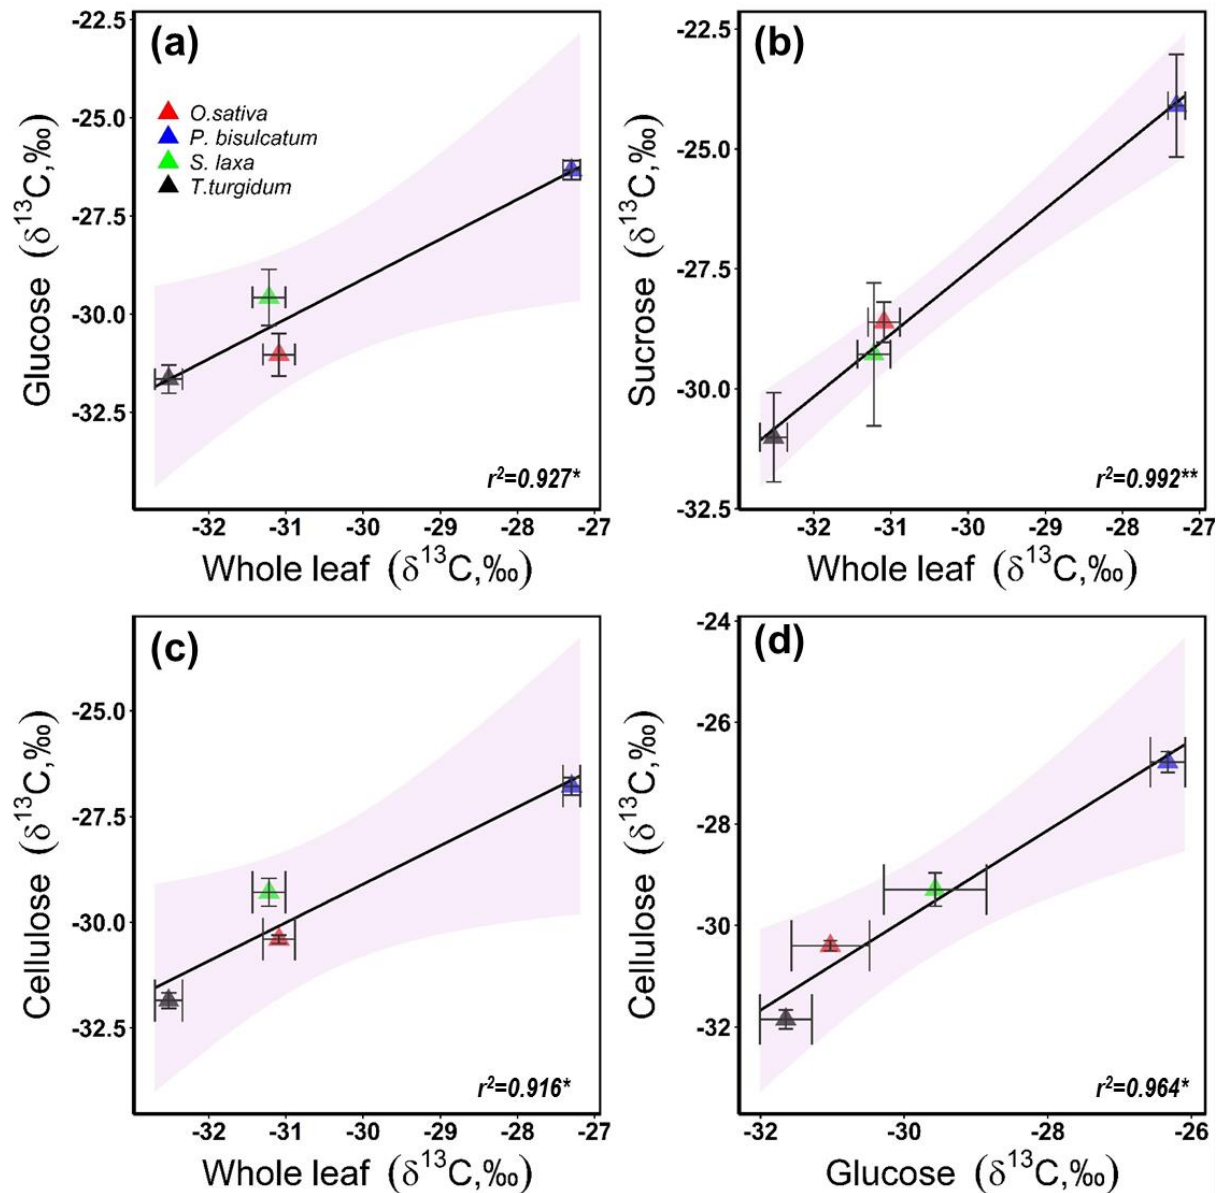 (a)
Glucose (δ¹³C,‰)
-22.5
-25.0
-27.5
-30.0
-32.5
O.sativa
P. bisulcatum
S. laxa
T.turgidum
r²=0.927*
-32 -31 -30 -29 -28 -27
Whole leaf (δ¹³C,‰)
(b)
Sucrose (δ¹³C,‰)
-22.5
-25.0
-27.5
-30.0
-32.5
r²=0.992**
-32 -31 -30 -29 -28 -27
Whole leaf (δ¹³C,‰)
(c)
Cellulose (δ¹³C,‰)
-25.0
-27.5
-30.0
-32.5
r²=0.916*
-32 -31 -30 -29 -28 -27
Whole leaf (δ¹³C,‰)
(d)
Cellulose (δ¹³C,‰)
-24
-26
-28
-30
-32
r²=0.964*
-32 -30 -28 -26
Glucose (δ¹³C,‰)